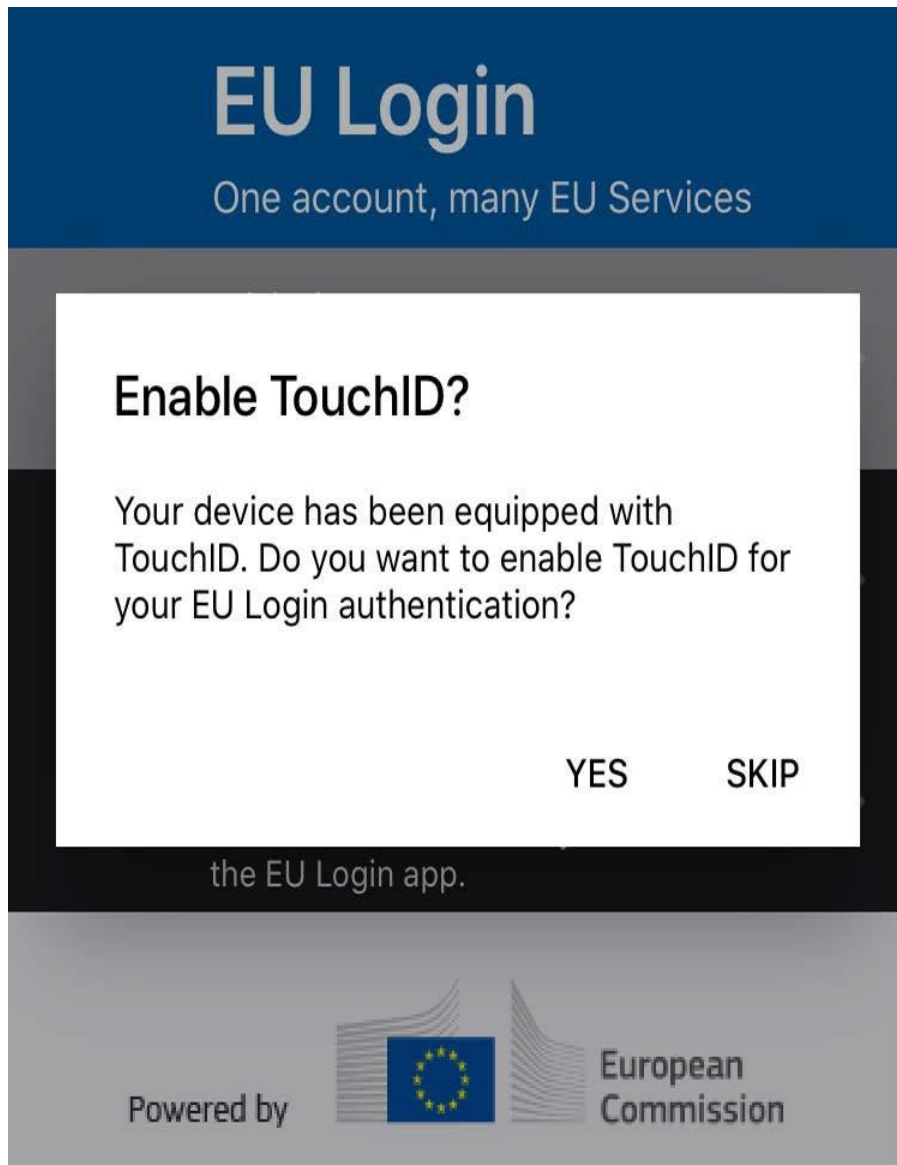 EU Login
One account, many EU Services
Enable TouchID?
Your device has been equipped with
TouchID. Do you want to enable TouchID for
your EU Login authentication?
YES SKIP
the EU Login app.
Powered by
European
Commission